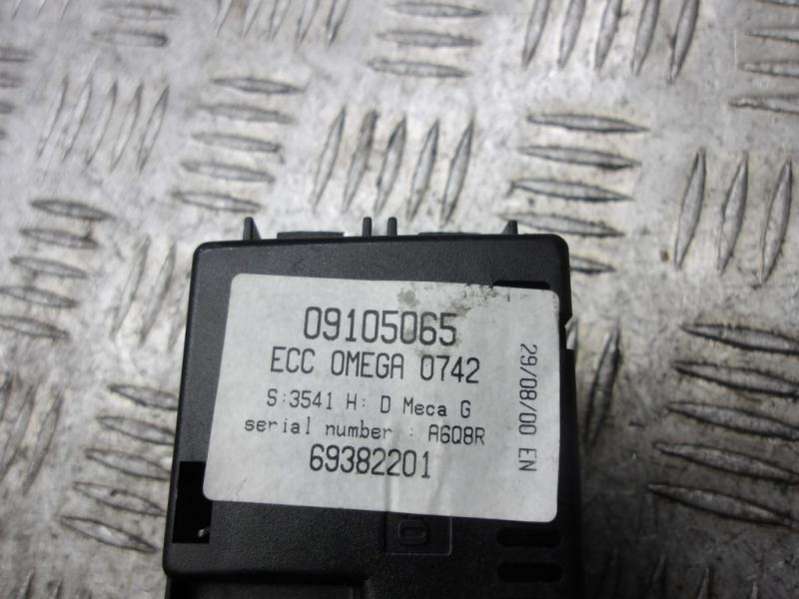 09105065
ECC OMEGA 0742
S:3541 H: D Meca G
serial number : A6Q8R
69382201
29/08/00 EN